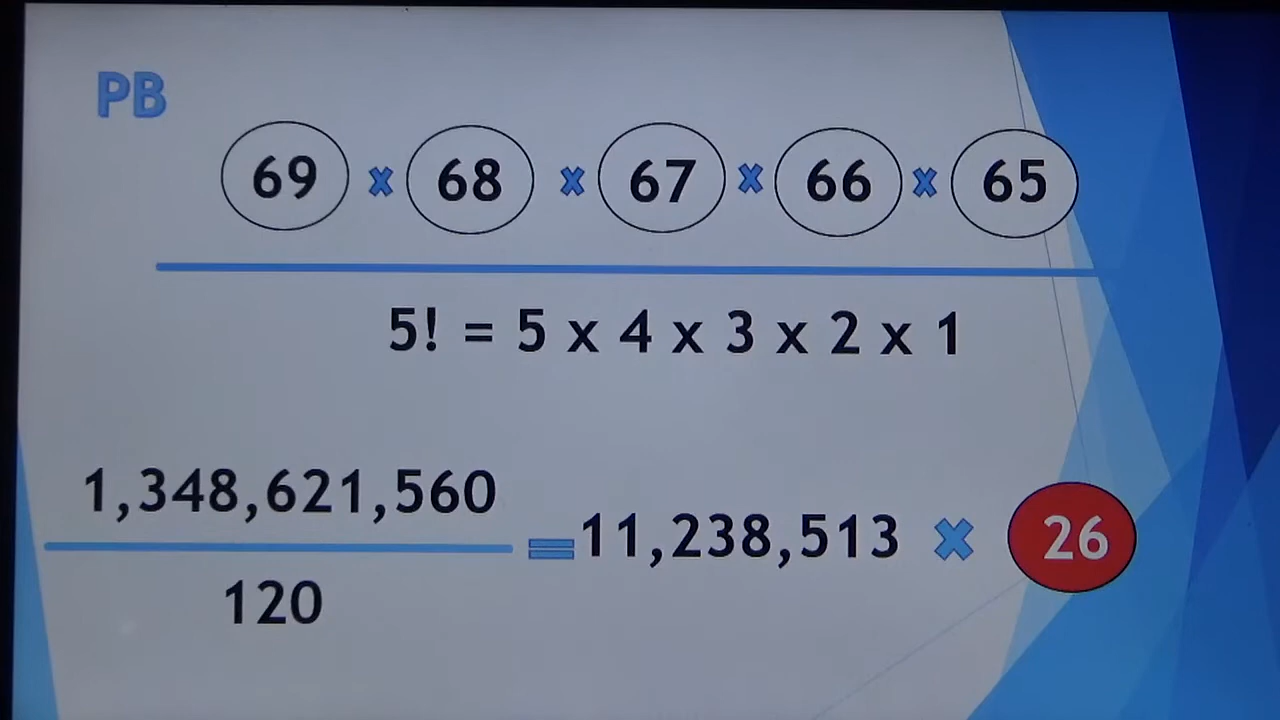 PB
69 x 68 x 67 x 66 x 65
5! = 5 x 4 x 3 x 2 x 1
1,348,621,560
120
= 11,238,513 x 26